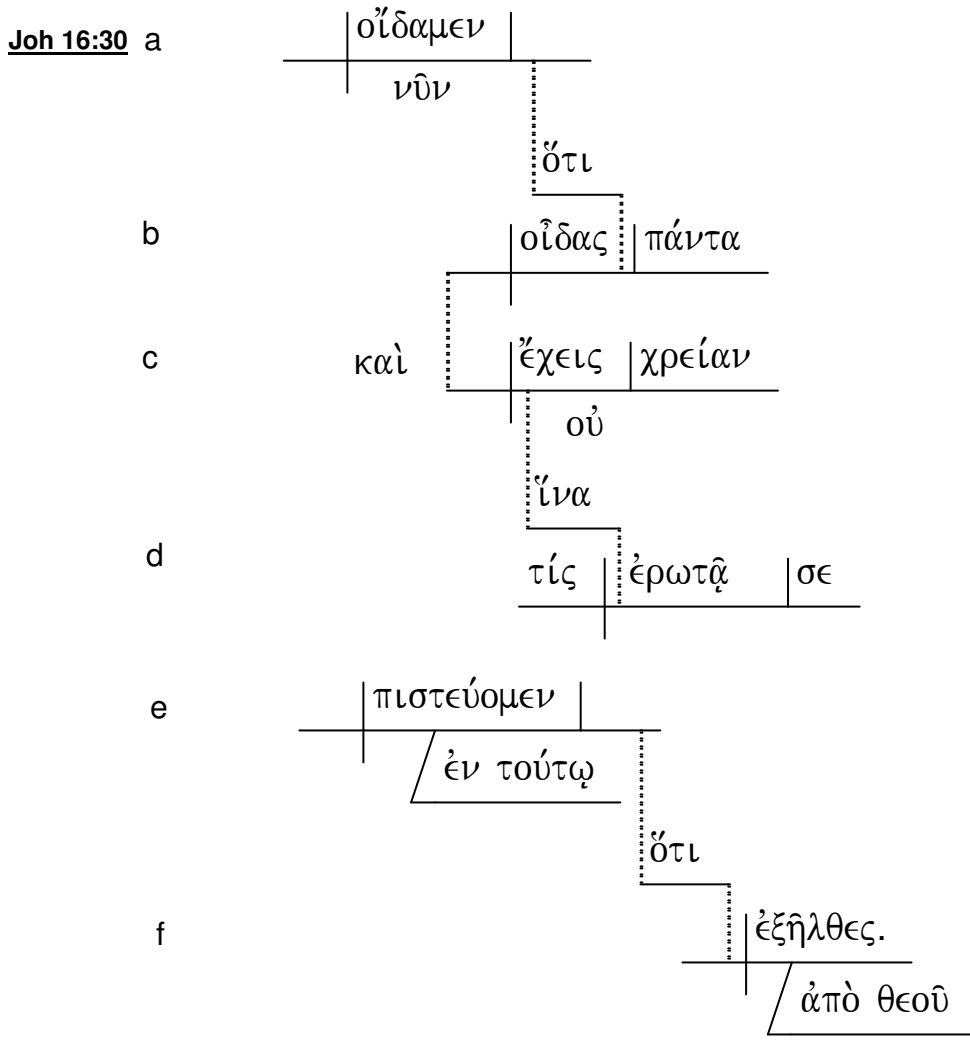 Joh 16:30 a οἴδαμεν
νῦν
ὅτι
b οἶδας πάντα
c καὶ ἔχεις χρείαν
οὐ
ἵνα
d τίς ἐρωτᾷ σε
e πιστεύομεν
ἐν τούτῳ
ὅτι
f ἐξῆλθες.
ἀπὸ θεοῦ